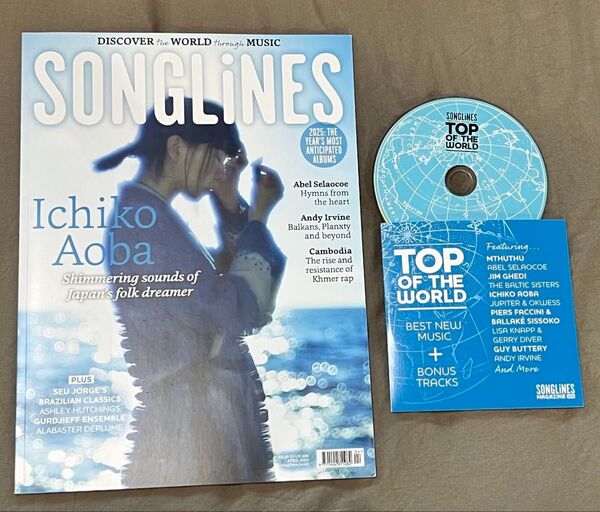 DISCOVER the WORLD through MUSIC
SONGLiNES
2025: THE
YEAR'S MOST
ANTICIPATED
ALBUMS
Abel Selaocoe
Hymns from
the heart
Andy Irvine
Balkans, Planxty
and beyond
Cambodia
The rise and
resistance of
Khmer rap
Ichiko
Aoba
Shimmering sounds of
Japan's folk dreamer
PLUS
SEU JORGE'S
BRAZILIAN CLASSICS
ASHLEY HUTCHINGS
GURDJIEFF ENSEMBLE
ALABASTER DEPLUME
APRIL 2025
SONGLiNES
TOP
OF THE
WORLD
TOP
OF THE
WORLD
BEST NEW
MUSIC
+
BONUS
TRACKS
Featuring...
MTHUTHU
ABEL SELAOCOE
JIM GHEDI
THE BALTIC SISTERS
ICHIKO AOBA
JUPITER & OKWESS
PIERS FACCINI &
BALLAKÉ SISSOKO
LISA KNAPP &
GERRY DIVER
GUY BUTTERY
ANDY IRVINE
And More
SONGLiNES
MAGAZINE